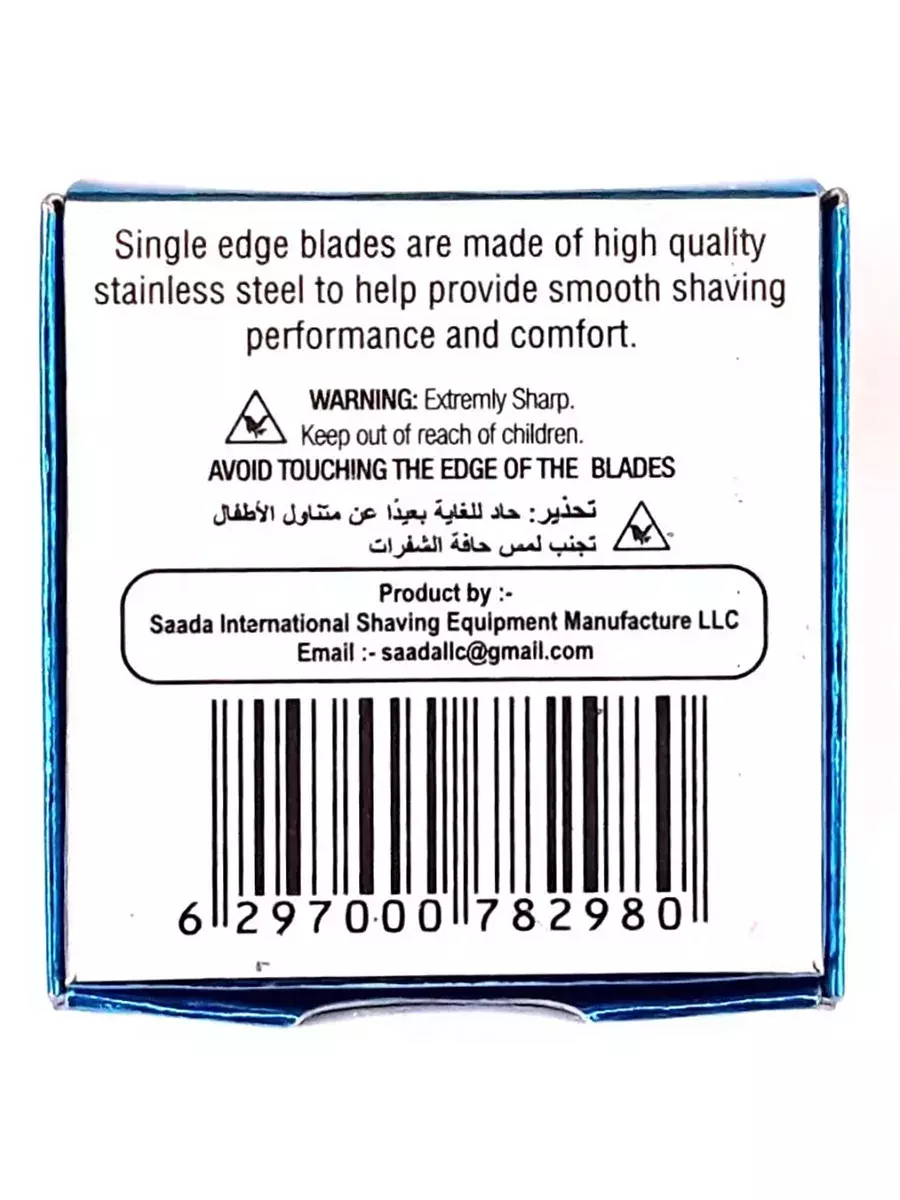 Single edge blades are made of high quality
stainless steel to help provide smooth shaving
performance and comfort.
WARNING: Extremly Sharp.
Keep out of reach of children.
AVOID TOUCHING THE EDGE OF THE BLADES
تحذير: حاد للغاية بعيدًا عن متناول الأطفال
تجنب لمس حافة الشفرات
Product by :-
Saada International Shaving Equipment Manufacture LLC
Email :- saadallc@gmail.com
6 297000 782980